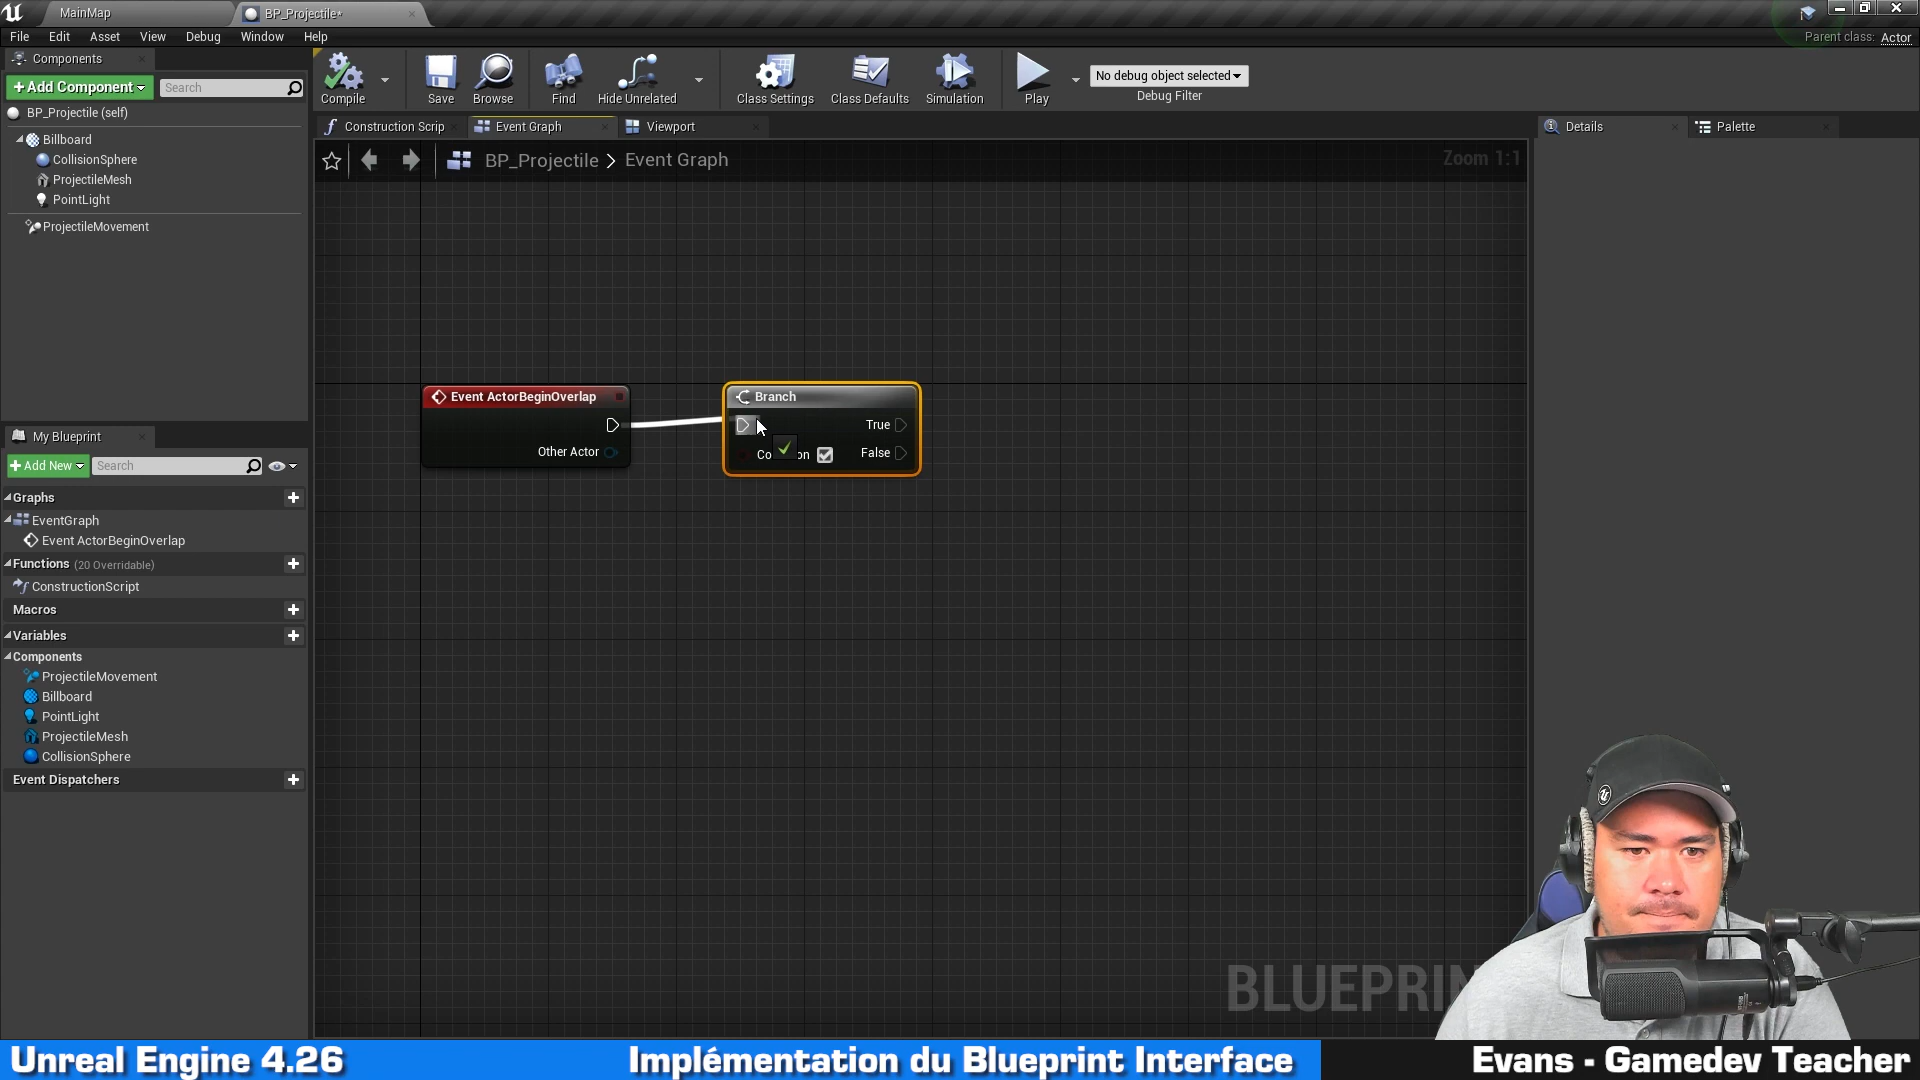 MainMap
BP_Projectile*
File Edit Asset View Debug Window Help
Parent class: Actor
Components
+Add Component
Search
BP_Projectile (self)
Billboard
CollisionSphere
ProjectileMesh
PointLight
ProjectileMovement
Compile
Save
Browse
Find
Hide Unrelated
Class Settings
Class Defaults
Simulation
Play
No debug object selected
Debug Filter
Construction Scrip
Event Graph
Viewport
BP_Projectile > Event Graph
Zoom 1:1
Details
Palette
Event ActorBeginOverlap
Other Actor
Branch
True
False
My Blueprint
+Add New
Search
Graphs
EventGraph
Event ActorBeginOverlap
Functions (20 Overridable)
ConstructionScript
Macros
Variables
Components
ProjectileMovement
Billboard
PointLight
ProjectileMesh
CollisionSphere
Event Dispatchers
BLUEPRIN
Unreal Engine 4.26
Implémentation du Blueprint Interface
Evans - Gamedev Teacher